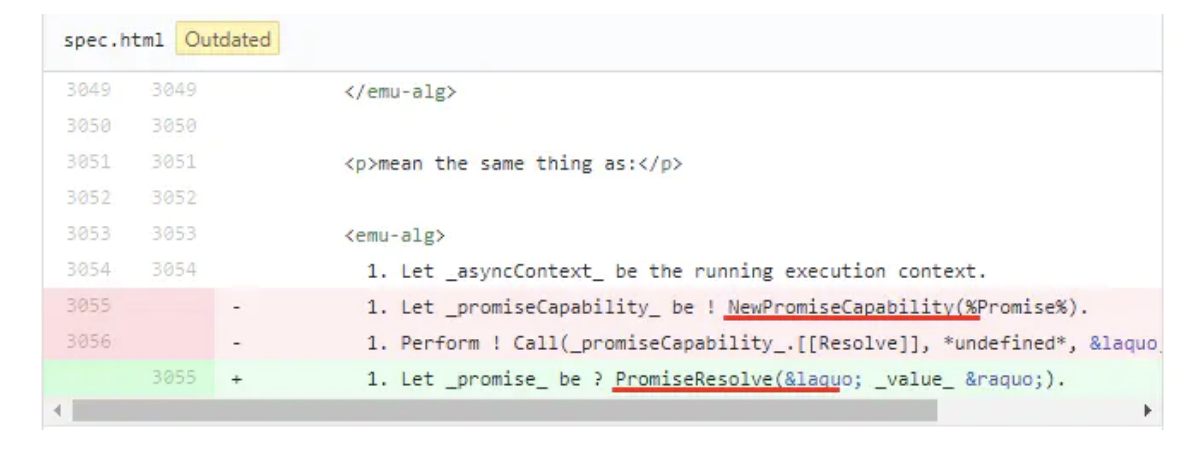 spec.html Outdated
3049 3049 </emu-alg>
3050 3050
3051 3051 <p>mean the same thing as:</p>
3052 3052
3053 3053 <emu-alg>
3054 3054 1. Let _asyncContext_ be the running execution context.
3055 - 1. Let _promiseCapability_ be ! NewPromiseCapability(%Promise%).
3056 - 1. Perform ! Call(_promiseCapability_.[[Resolve]], *undefined*, &laquo
3055 + 1. Let _promise_ be ? PromiseResolve(&laquo; _value_ &raquo;).